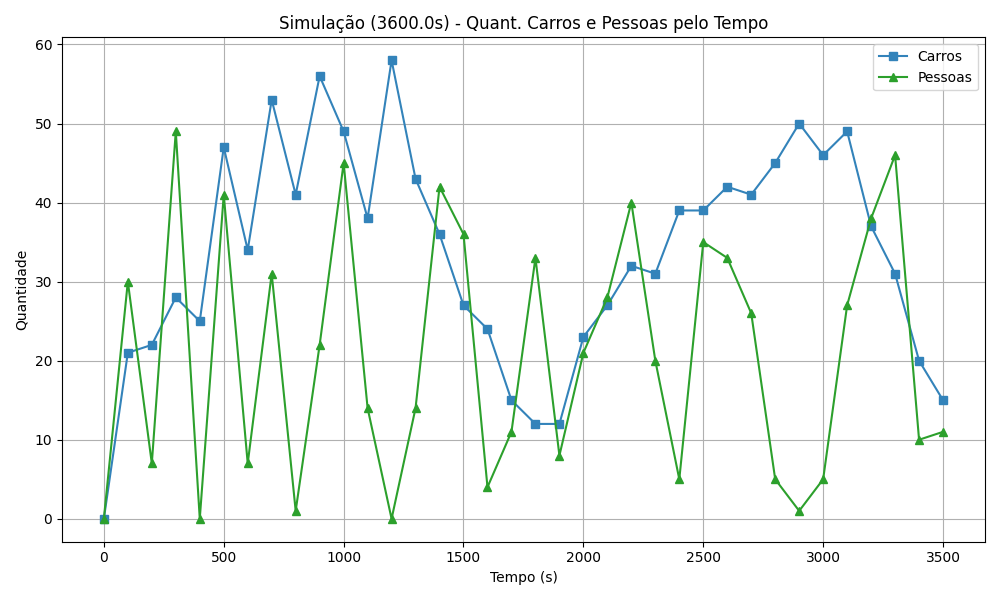 Simulação (3600.0s) - Quant. Carros e Pessoas pelo Tempo
Carros
Pessoas
Quantidade
60
50
40
30
20
10
0
0 500 1000 1500 2000 2500 3000 3500
Tempo (s)